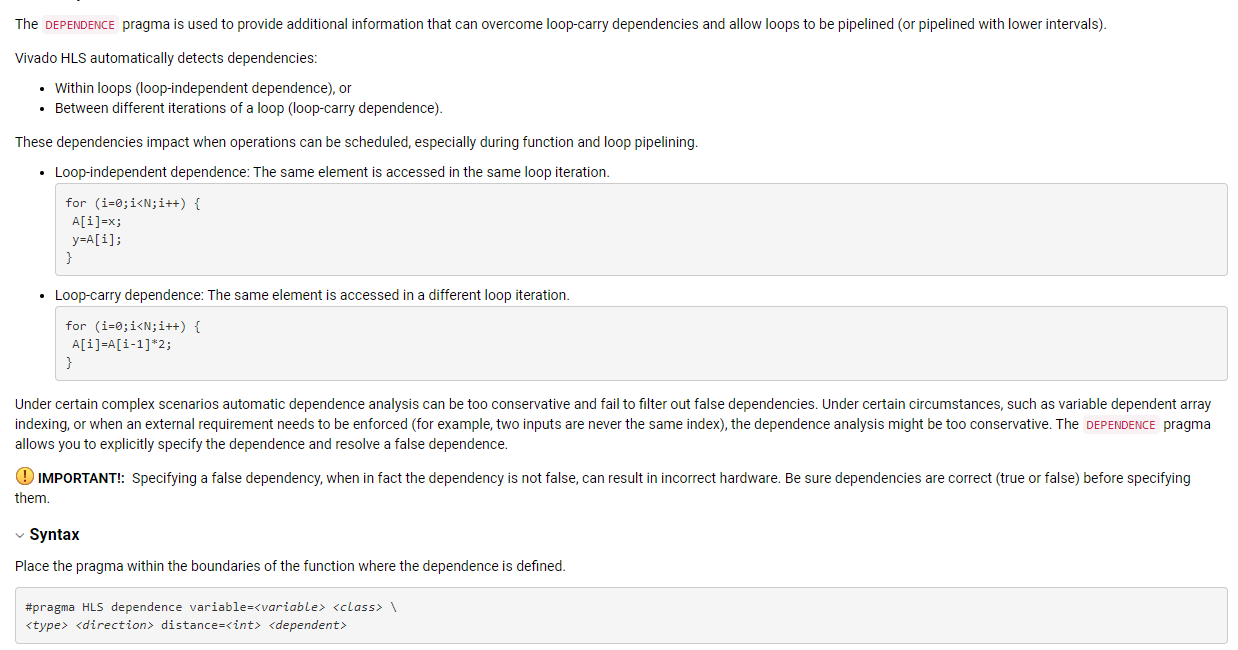 The DEPENDENCE pragma is used to provide additional information that can overcome loop-carry dependencies and allow loops to be pipelined (or pipelined with lower intervals).
Vivado HLS automatically detects dependencies:
• Within loops (loop-independent dependence), or
• Between different iterations of a loop (loop-carry dependence).
These dependencies impact when operations can be scheduled, especially during function and loop pipelining.
• Loop-independent dependence: The same element is accessed in the same loop iteration.
for (i=0;i<N;i++) {
A[i]=x;
y=A[i];
}
• Loop-carry dependence: The same element is accessed in a different loop iteration.
for (i=0;i<N;i++) {
A[i]=A[i-1]*2;
}
Under certain complex scenarios automatic dependence analysis can be too conservative and fail to filter out false dependencies. Under certain circumstances, such as variable dependent array
indexing, or when an external requirement needs to be enforced (for example, two inputs are never the same index), the dependence analysis might be too conservative. The DEPENDENCE pragma
allows you to explicitly specify the dependence and resolve a false dependence.
IMPORTANT!: Specifying a false dependency, when in fact the dependency is not false, can result in incorrect hardware. Be sure dependencies are correct (true or false) before specifying
them.
Syntax
Place the pragma within the boundaries of the function where the dependence is defined.
#pragma HLS dependence variable=<variable> <class> \
<type> <direction> distance=<int> <dependent>